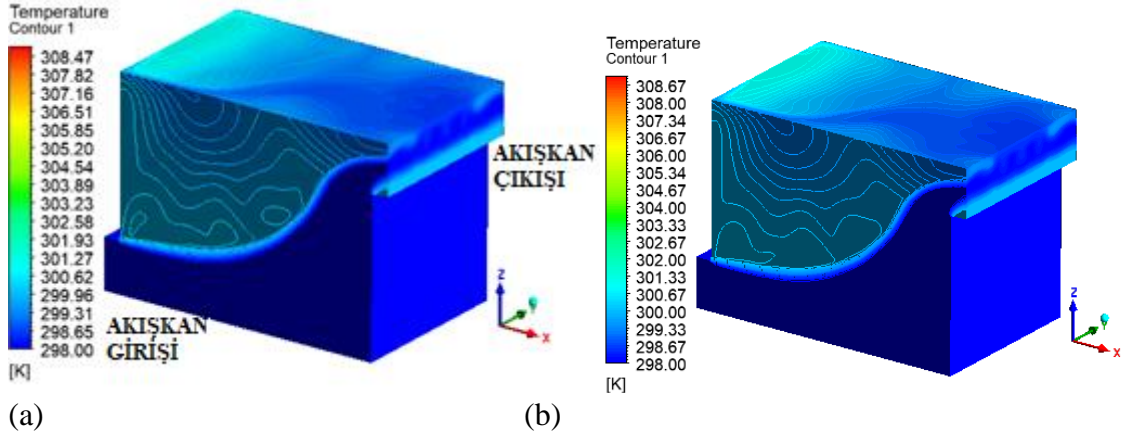 Temperature
Contour 1
308.47
307.82
307.16
306.51
305.85
305.20
304.54
303.89
303.23
302.58
301.93
301.27
300.62
299.96
299.31
298.65
298.00
[K]
AKIŞKAN
GİRİŞİ
AKIŞKAN
ÇIKIŞI
Z
Y
X
(a)
Temperature
Contour 1
308.67
308.00
307.34
306.67
306.00
305.33
304.67
304.00
303.33
302.67
302.00
301.33
300.67
300.00
299.33
298.67
298.00
[K]
Z
Y
X
(b)